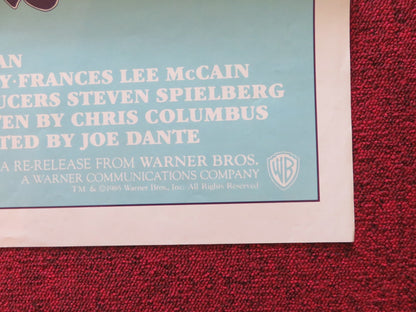 AN
Y·FRANCES LEE McCAIN
UCERS STEVEN SPIELBERG
EN BY CHRIS COLUMBUS
TED BY JOE DANTE
A RE-RELEASE FROM WARNER BROS.
A WARNER COMMUNICATIONS COMPANY
TM & ©1985 Warner Bros., Inc. All Rights Reserved
WB